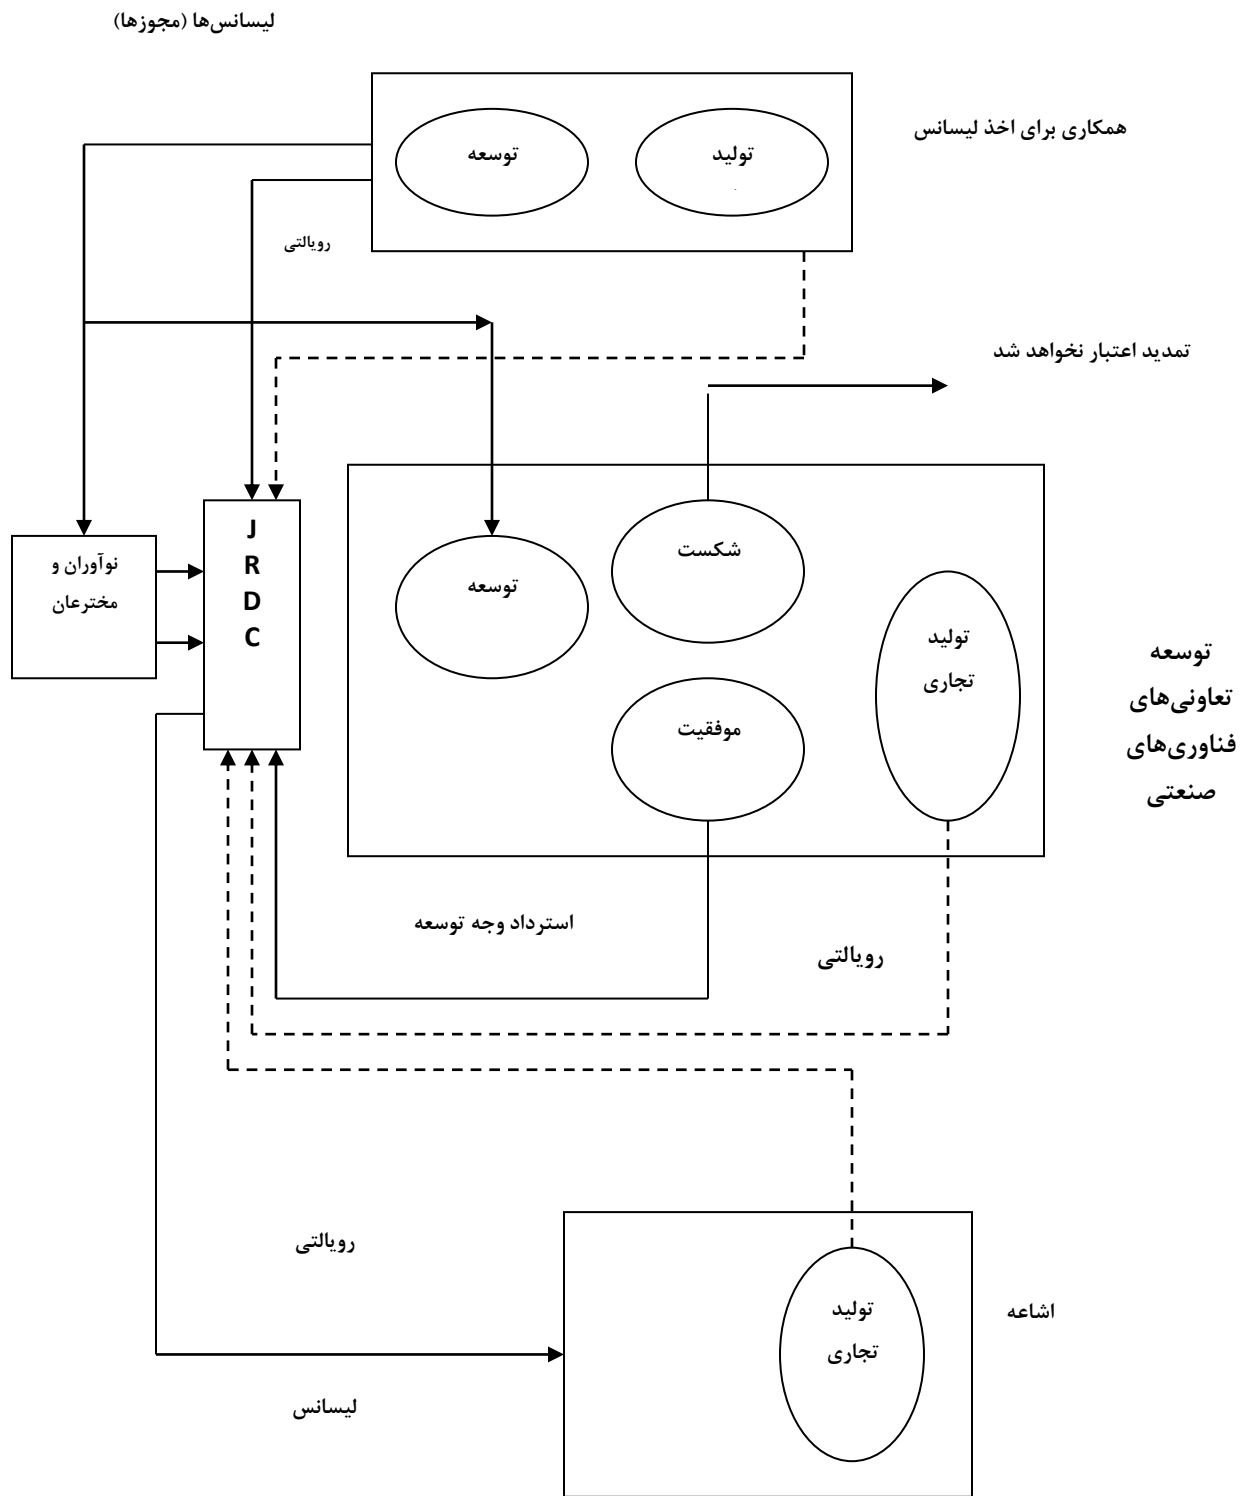 لیسانس‌ها (مجوزها)
همکاری برای اخذ لیسانس
تولید
توسعه
رویالتی
تمدید اعتبار نخواهد شد
J
R
D
C
نوآوران و
مخترعان
شکست
توسعه
تولید
تجاری
موفقیت
توسعه
تعاونی‌های
فناوری‌های
صنعتی
استرداد وجه توسعه
رویالتی
رویالتی
تولید
تجاری
اشاعه
لیسانس